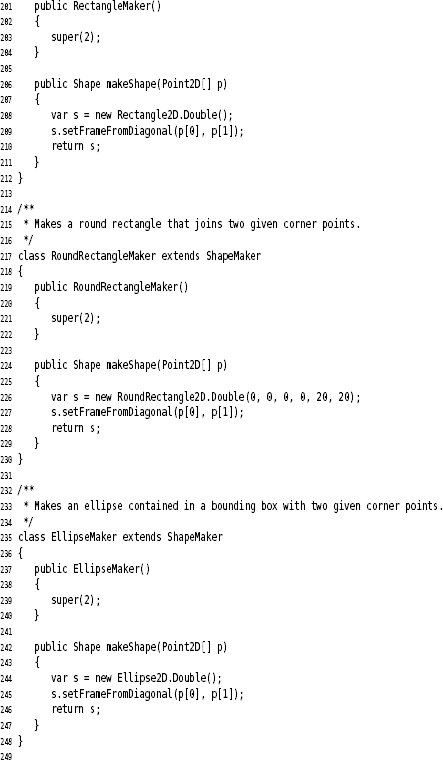 201    public RectangleMaker()
202    {
203       super(2);
204    }
205
206    public Shape makeShape(Point2D[] p)
207    {
208       var s = new Rectangle2D.Double();
209       s.setFrameFromDiagonal(p[0], p[1]);
210       return s;
211    }
212 }
213
214 /**
215  * Makes a round rectangle that joins two given corner points.
216  */
217 class RoundRectangleMaker extends ShapeMaker
218 {
219    public RoundRectangleMaker()
220    {
221       super(2);
222    }
223
224    public Shape makeShape(Point2D[] p)
225    {
226       var s = new RoundRectangle2D.Double(0, 0, 0, 0, 20, 20);
227       s.setFrameFromDiagonal(p[0], p[1]);
228       return s;
229    }
230 }
231
232 /**
233  * Makes an ellipse contained in a bounding box with two given corner points.
234  */
235 class EllipseMaker extends ShapeMaker
236 {
237    public EllipseMaker()
238    {
239       super(2);
240    }
241
242    public Shape makeShape(Point2D[] p)
243    {
244       var s = new Ellipse2D.Double();
245       s.setFrameFromDiagonal(p[0], p[1]);
246       return s;
247    }
248 }
249